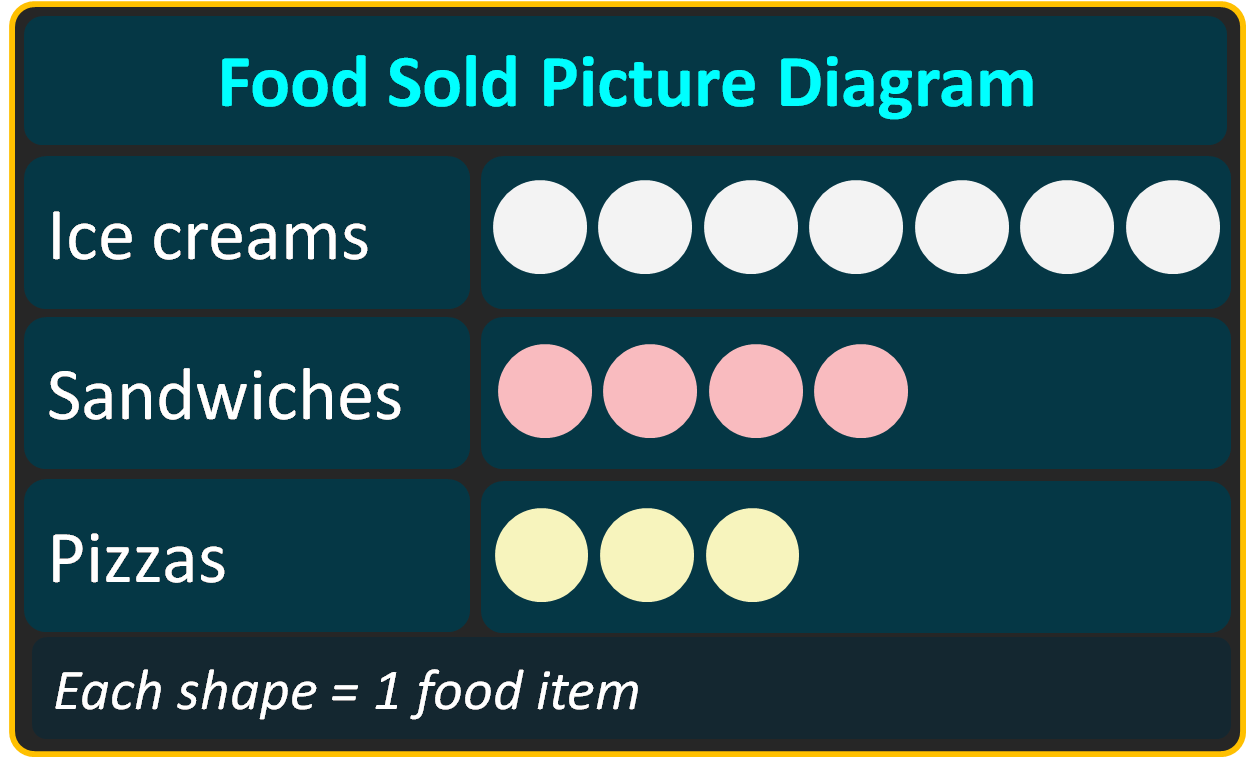 Food Sold Picture Diagram
Ice creams
Sandwiches
Pizzas
Each shape = 1 food item